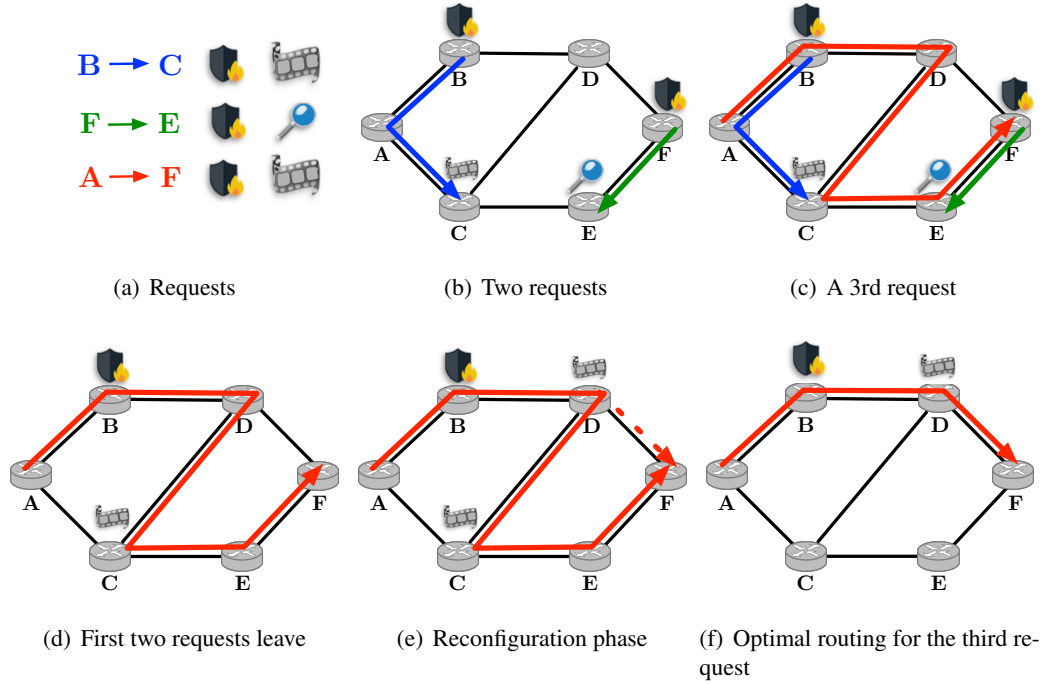 B → C
F → E
A → F
B
D
A
F
C
E
B
D
A
F
C
E
(a) Requests
(b) Two requests
(c) A 3rd request
B
D
A
F
C
E
B
D
A
F
C
E
B
D
A
F
C
E
(d) First two requests leave
(e) Reconfiguration phase
(f) Optimal routing for the third re-
quest